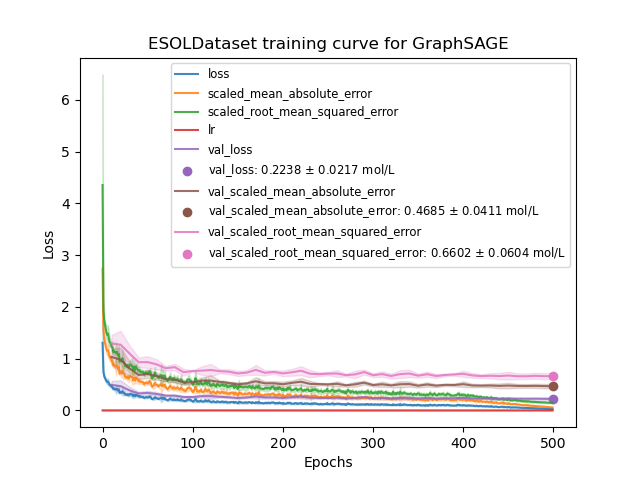 ESOLDataset training curve for GraphSAGE
loss
scaled_mean_absolute_error
scaled_root_mean_squared_error
lr
val_loss
val_loss: 0.2238 ± 0.0217 mol/L
val_scaled_mean_absolute_error
val_scaled_mean_absolute_error: 0.4685 ± 0.0411 mol/L
val_scaled_root_mean_squared_error
val_scaled_root_mean_squared_error: 0.6602 ± 0.0604 mol/L
Loss
6
5
4
3
2
1
0
0 100 200 300 400 500
Epochs